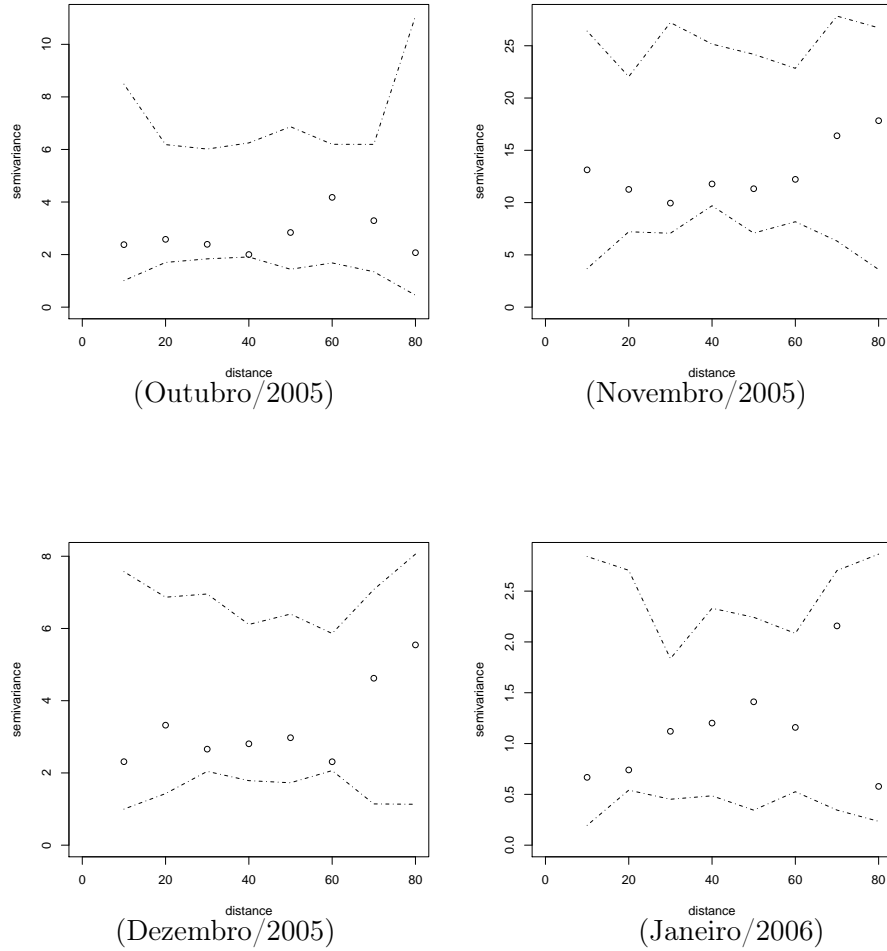 semivariance
0 2 4 6 8 10
0 20 40 60 80
distance
(Outubro/2005)
semivariance
0 5 10 15 20 25
0 20 40 60 80
distance
(Novembro/2005)
semivariance
0 2 4 6 8
0 20 40 60 80
distance
(Dezembro/2005)
semivariance
0.0 0.5 1.0 1.5 2.0 2.5
0 20 40 60 80
distance
(Janeiro/2006)